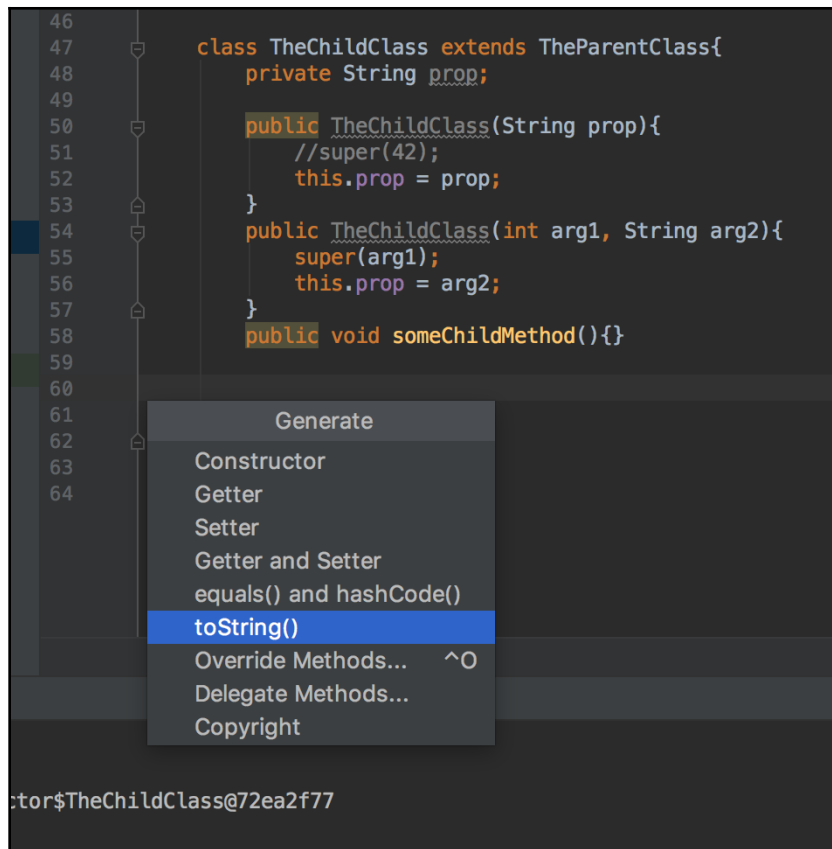 46
47 class TheChildClass extends TheParentClass{
48 private String prop;
49
50 public TheChildClass(String prop){
51 //super(42);
52 this.prop = prop;
53 }
54 public TheChildClass(int arg1, String arg2){
55 super(arg1);
56 this.prop = arg2;
57 }
58 public void someChildMethod(){}
59
60
61
62
63
64
Generate
Constructor
Getter
Setter
Getter and Setter
equals() and hashCode()
toString()
Override Methods... ^O
Delegate Methods...
Copyright
ctor$TheChildClass@72ea2f77